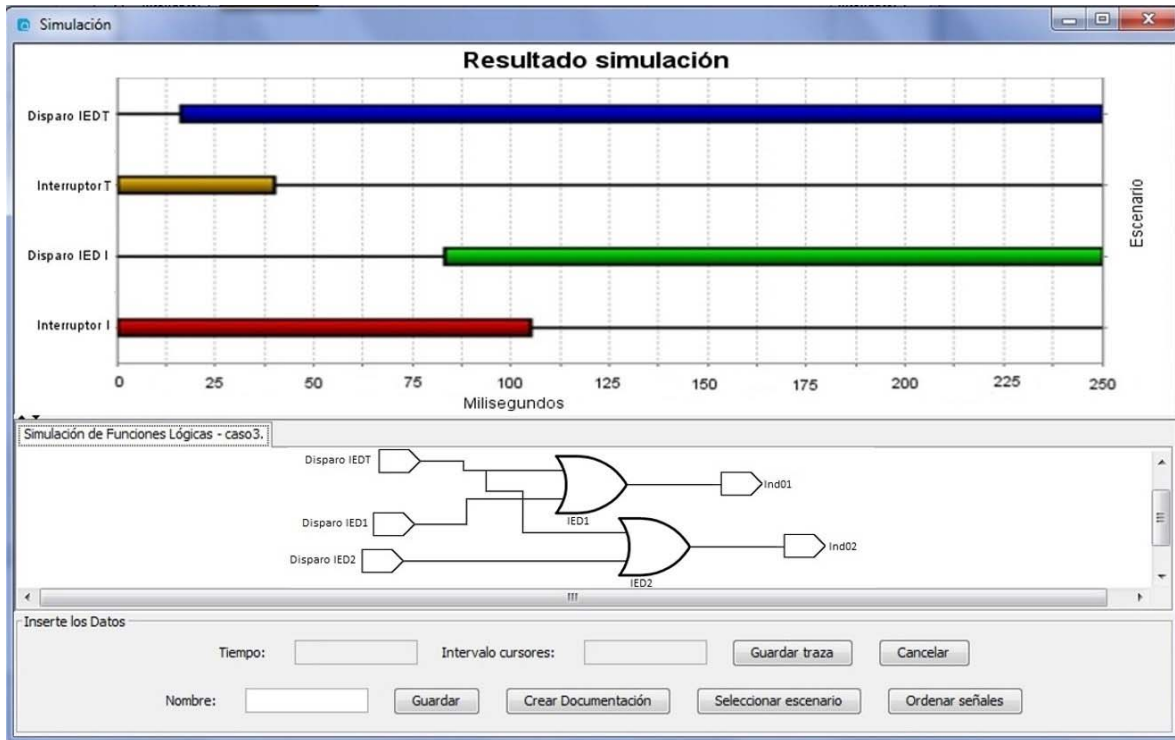 Simulación
Resultado simulación
Disparo IEDT
Interruptor T
Disparo IED I
Interruptor I
Escenario
0 25 50 75 100 125 150 175 200 225 250
Milisegundos
Simulación de Funciones Lógicas - caso3.
Disparo IEDT
Ind01
Disparo IED1
IED1
Disparo IED2
Ind02
IED2
Inserte los Datos
Tiempo: Intervalo cursores: Guardar traza Cancelar
Nombre: Guardar Crear Documentación Seleccionar escenario Ordenar señales